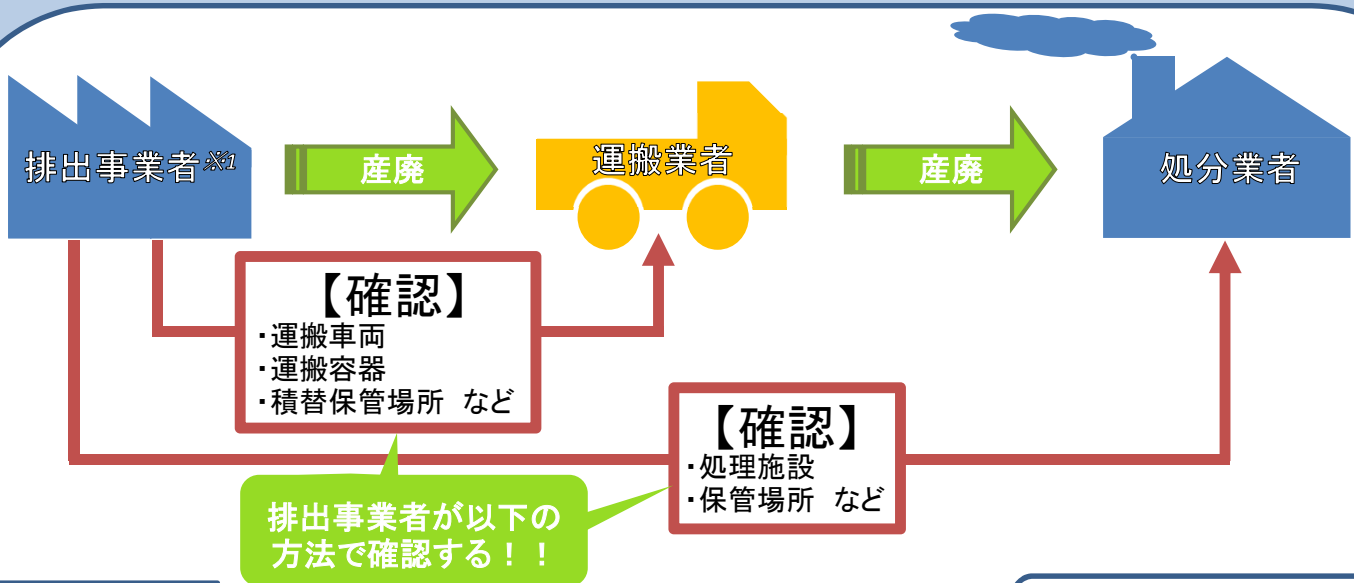 排出事業者※1
産廃
運搬業者
産廃
処分業者
【確認】
・運搬車両
・運搬容器
・積替保管場所 など
【確認】
・処理施設
・保管場所 など
排出事業者が以下の
方法で確認する！！